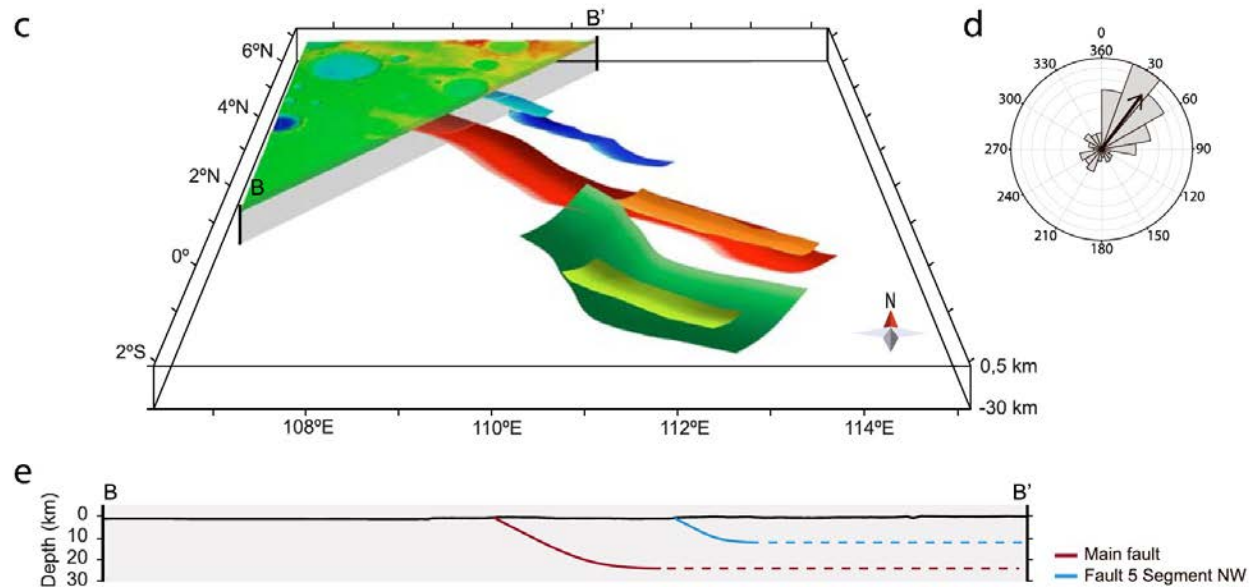 c
B'
6ºN
4ºN
2ºN
0º
2ºS
B
N
0,5 km
-30 km
108ºE
110ºE
112ºE
114ºE
d
0
360
30
60
90
120
150
180
210
240
270
300
330
e
B
B'
Depth (km)
0
10
20
30
Main fault
Fault 5 Segment NW